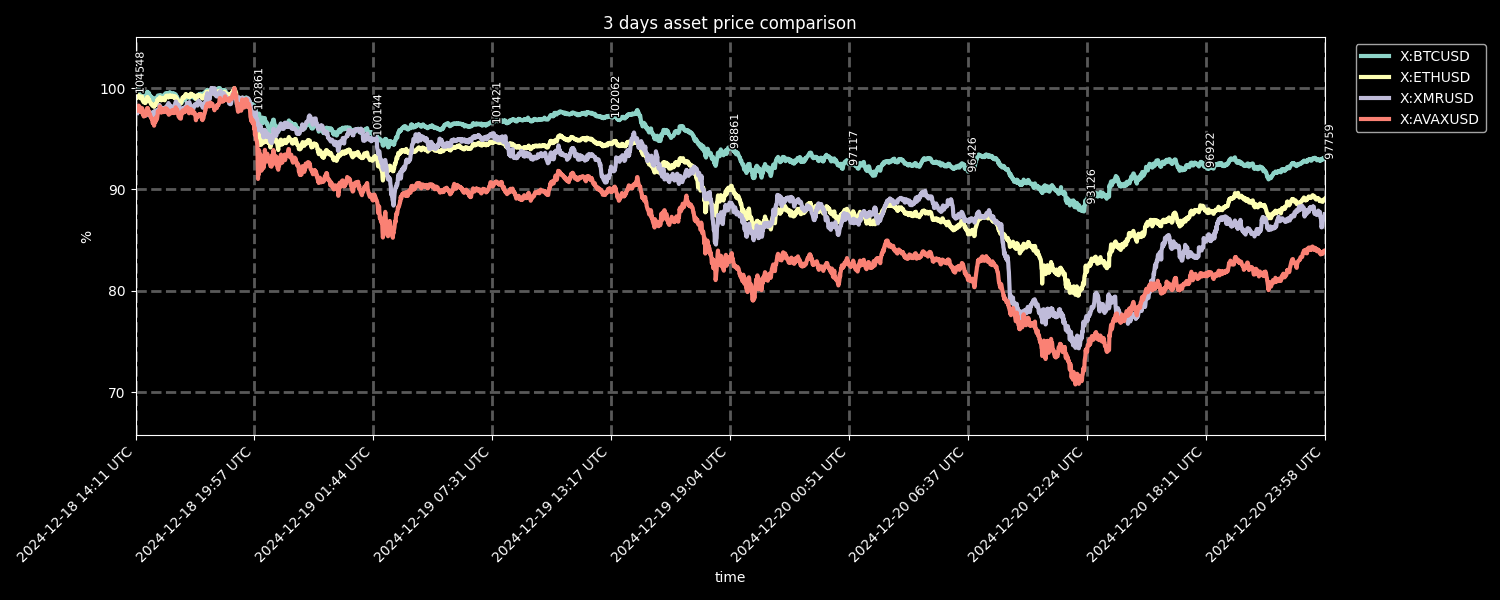 3 days asset price comparison
X:BTCUSD
X:ETHUSD
X:XMRUSD
X:AVAXUSD
%
100
90
80
70
104548
102861
100144
101421
102062
98861
97117
96426
93126
96922
97759
2024-12-18 14:11 UTC
2024-12-18 19:57 UTC
2024-12-19 01:44 UTC
2024-12-19 07:31 UTC
2024-12-19 13:17 UTC
2024-12-19 19:04 UTC
2024-12-20 00:51 UTC
2024-12-20 06:37 UTC
2024-12-20 12:24 UTC
2024-12-20 18:11 UTC
2024-12-20 23:58 UTC
time